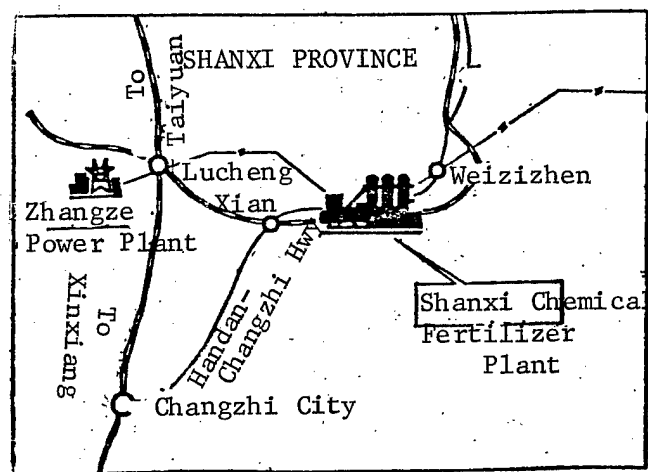 SHANXI PROVINCE
To
Taiyuan
Lucheng
Xian
Weizizhen
Zhangze
Power Plant
Handan-
Changzhi Hwy
Shanxi Chemical
Fertilizer
Plant
To
Xinxiang
Changzhi City